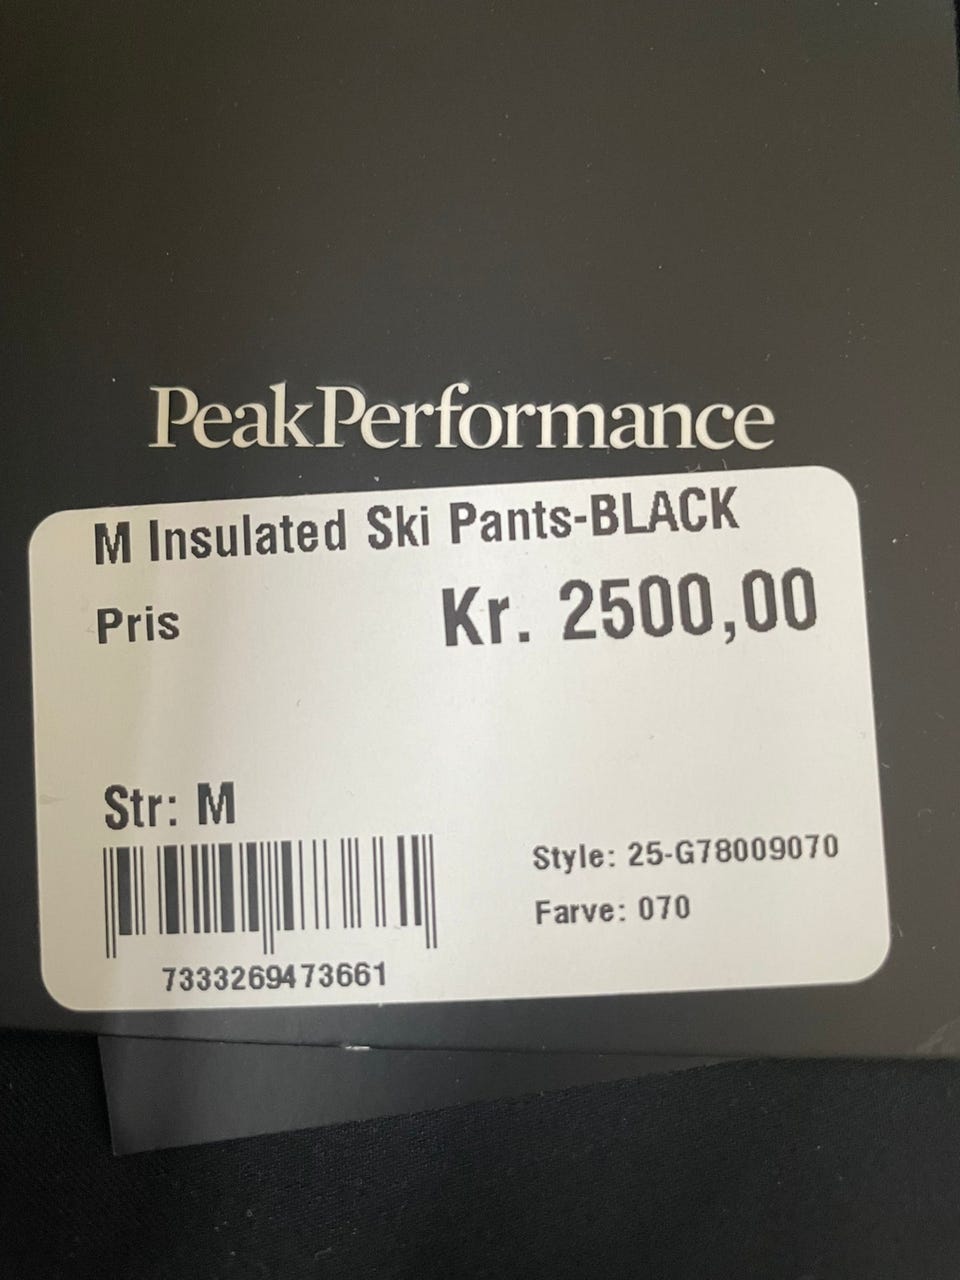 PeakPerformance
M Insulated Ski Pants-BLACK
Pris Kr. 2500,00
Str: M
Style: 25-G78009070
Farve: 070
7333269473661